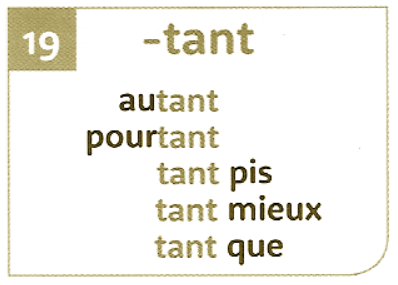 19
-tant
autant
pourtant
tant pis
tant mieux
tant que